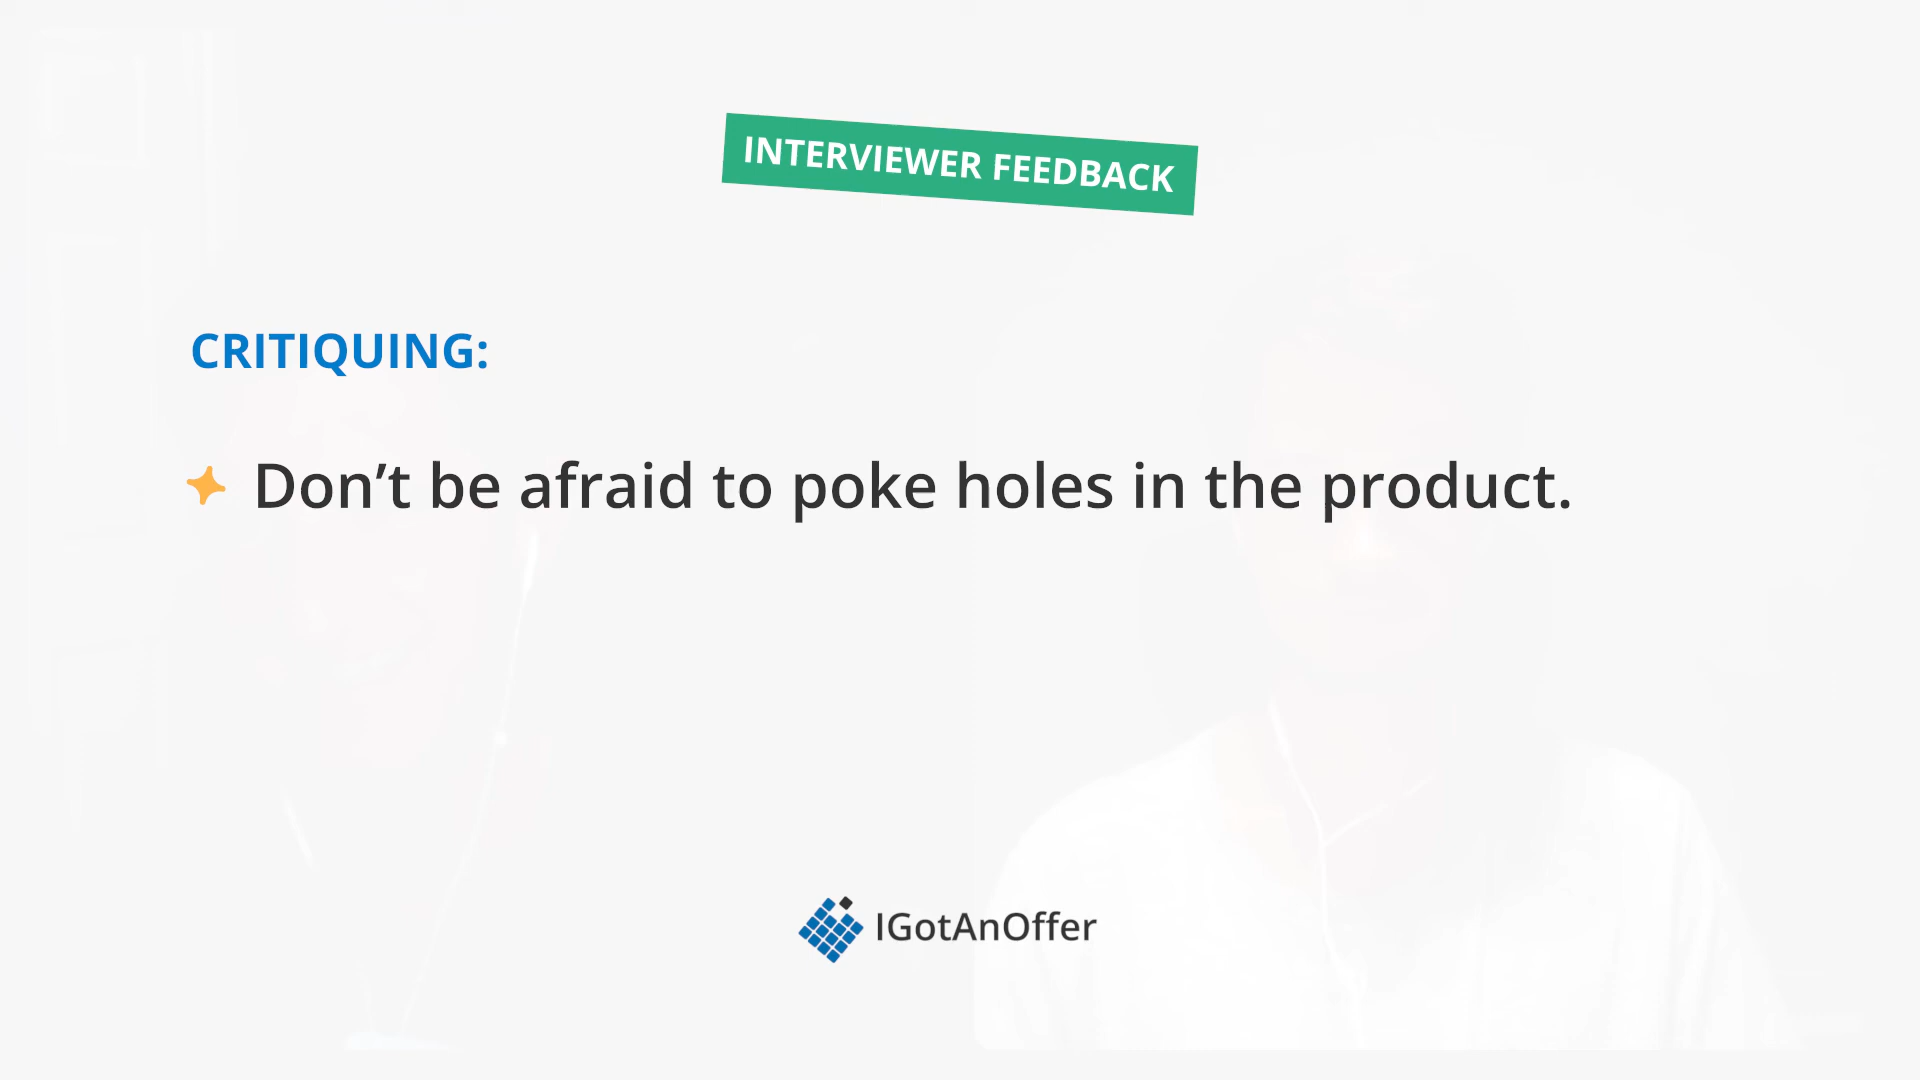 INTERVIEWER FEEDBACK
CRITIQUING:
Don’t be afraid to poke holes in the product.
IGotAnOffer